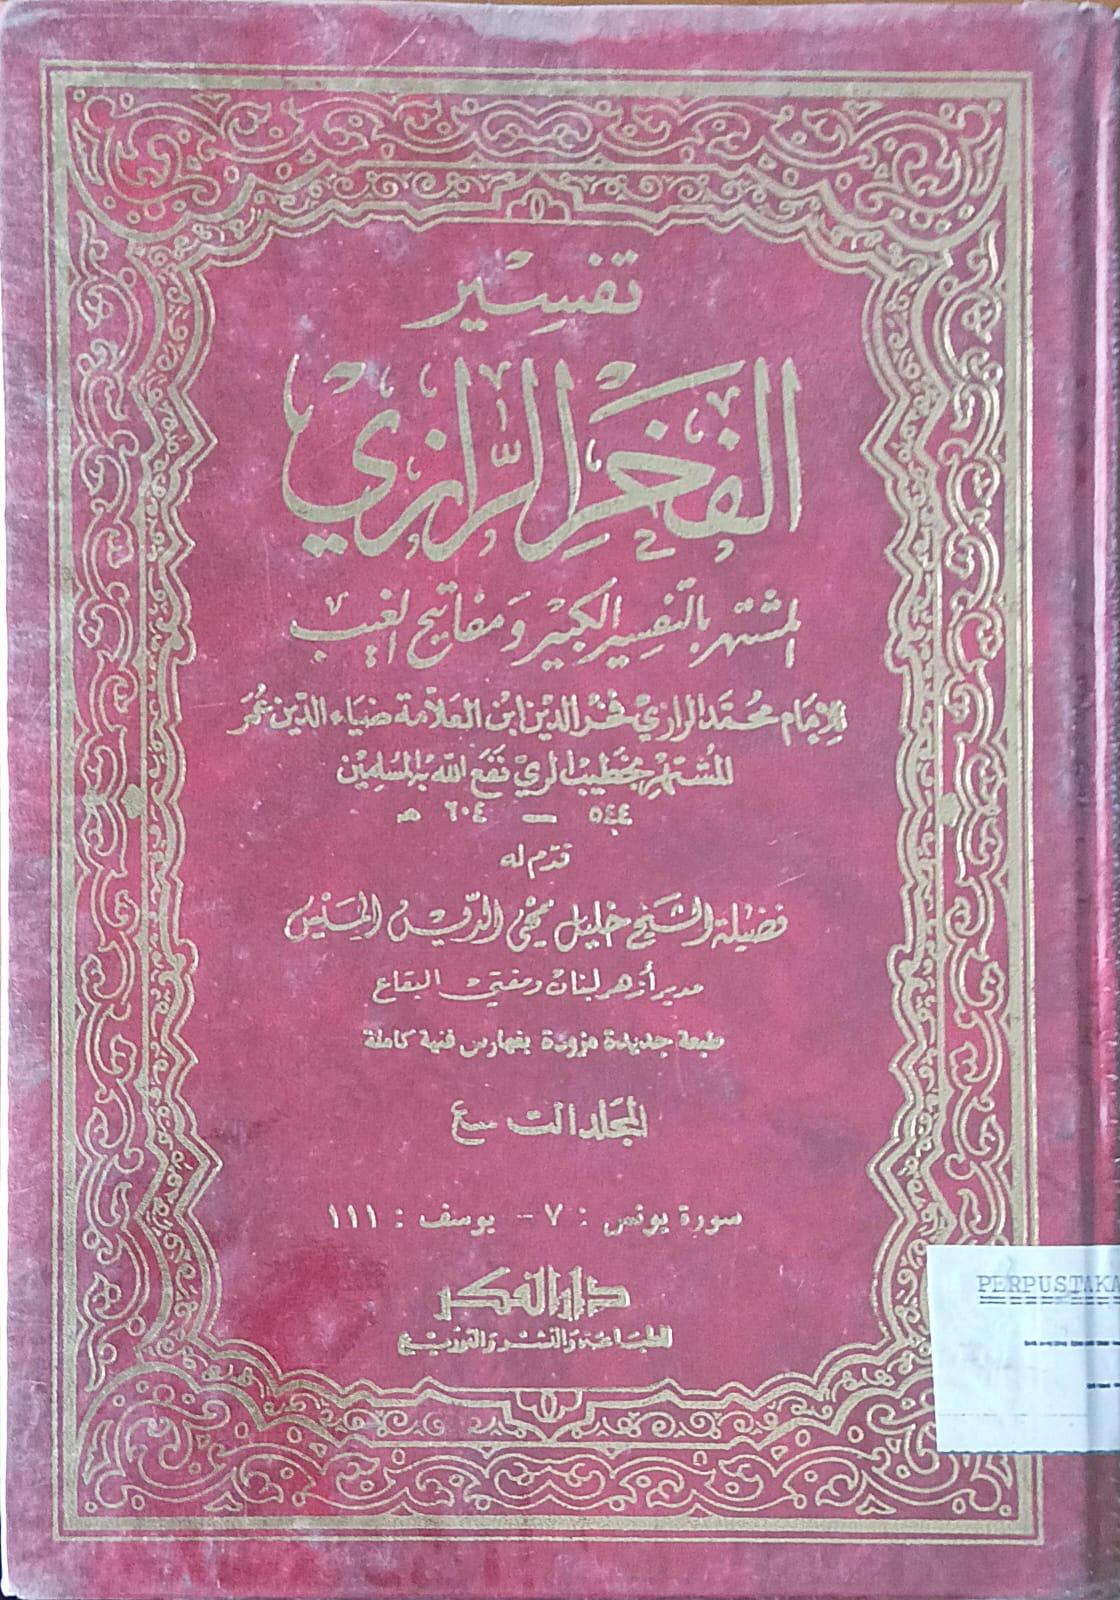 تفسير
الفخر الرازي
المشتهر بالتفسير الكبير ومفاتيح الغيب
للإمام محمد الرازي فخر الدين ابن العلامة ضياء الدين عمر
المشتهر بخطيب الري نفع الله به المسلمين
٥٤٤ — ٦٠٤ هـ
قدم له
فضيلة الشيخ خليل محي الدين الميس
مدير أزهر لبنان ومفتي البقاع
طبعة جديدة مزودة بفهارس فنية كاملة
المجلد
سورة يونس : ٧ - يوسف : ١١١
دار الفكر
للطباعة والنشر والتوزيع
PERPUSTAKA